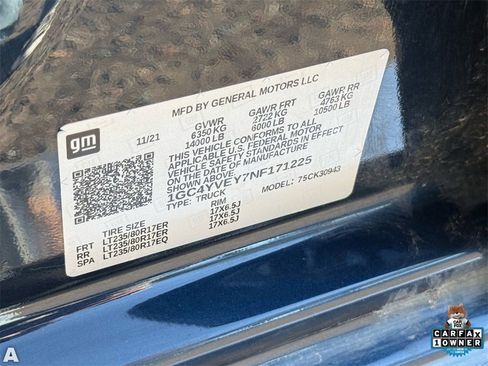 gm
MFD BY GENERAL MOTORS LLC
11/21 GVWR GAWR FRT GAWR RR
6350 KG 2722 KG 4763 KG
14000 LB 6000 LB 10500 LB
THIS VEHICLE CONFORMS TO ALL
APPLICABLE U.S. FEDERAL MOTOR
VEHICLE SAFETY STANDARDS IN EFFECT
ON THE DATE OF MANUFACTURE SHOWN ABOVE.
1GC4YVEY7NF171225
TYPE: TRUCK 75CK30943
TIRE SIZE RIM
FRT LT235/80R17ER 17X6.5J
RR LT235/80R17ER 17X6.5J
SPA LT235/80R17EQ 17X6.5J
A
CARFAX
1 OWNER